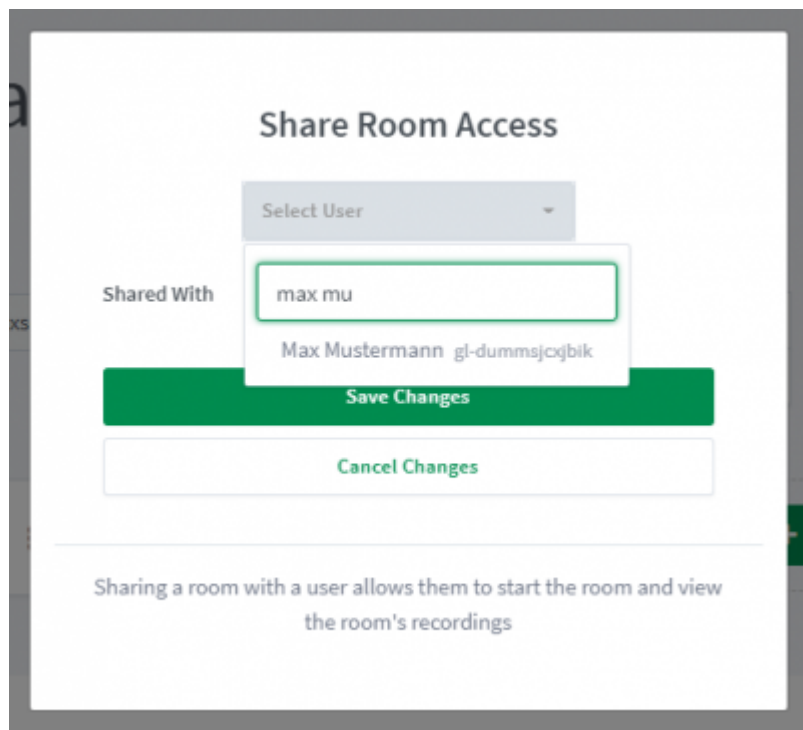 a
Share Room Access
Select User
Shared With
max mu
xs
Max Mustermann gl-dummsjcxjbik
Save Changes
Cancel Changes
Sharing a room with a user allows them to start the room and view
the room's recordings